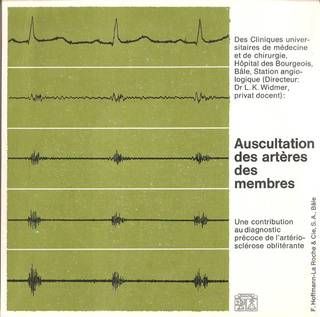 Des Cliniques univer-
sitaires de médecine
et de chirurgie,
Hôpital des Bourgeois,
Bâle, Station angio-
logique (Directeur:
Dr L. K. Widmer,
privat docent):
Auscultation
des artères
des
membres
Une contribution
au diagnostic
précoce de l'artério-
sclérose oblitérante
F. Hoffmann-La Roche & Cie, S. A., Bâle